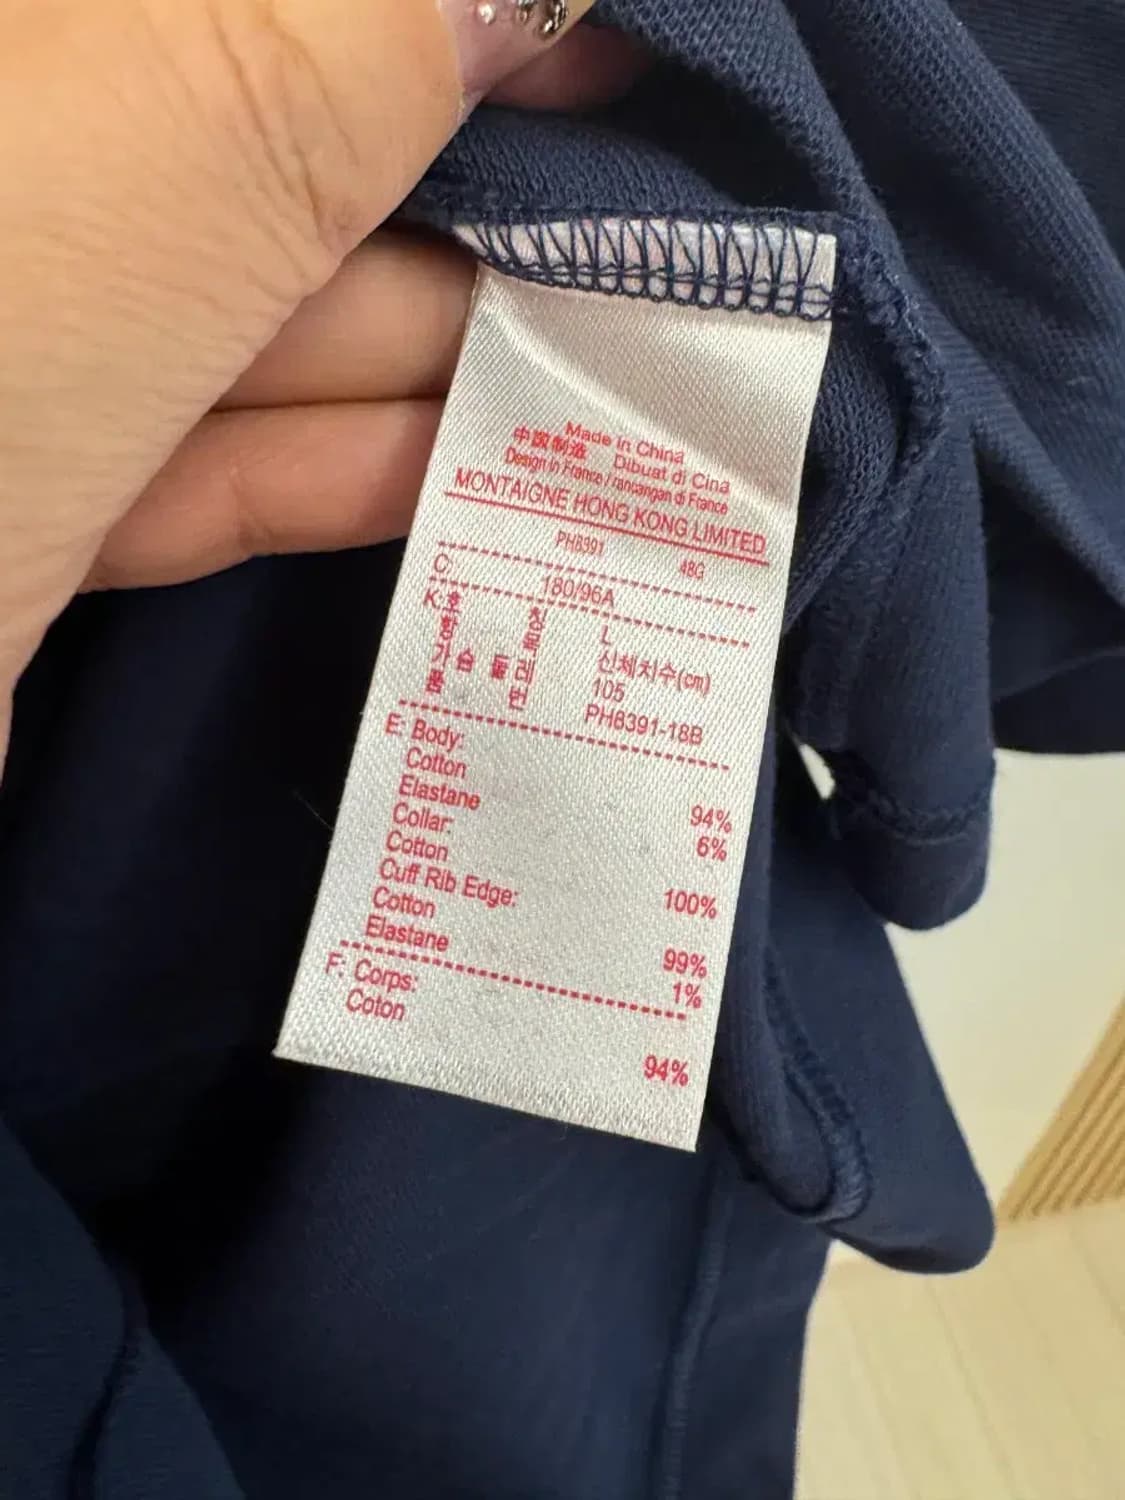 Made in China
中国制造 Dibuat di Cina
Design in France / rancangan di France
MONTAIGNE HONG KONG LIMITED
PH8391 48G
C: 180/96A
K: 호칭 L
항목 신체치수(cm)
가슴둘레 105
품번 PH8391-18B
E: Body:
Cotton 94%
Elastane 6%
Collar:
Cotton 100%
Cuff Rib Edge:
Cotton 99%
Elastane 1%
F: Corps:
Coton 94%